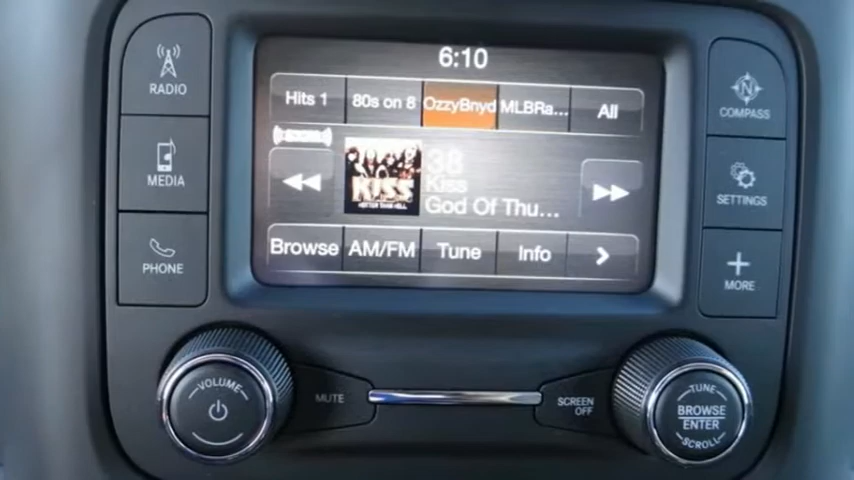 6:10
RADIO
Hits 1 80s on 8 OzzyBnyd MLBRa... All
COMPASS
MEDIA
KISS
38
Kiss
God Of Thu...
SETTINGS
PHONE
Browse AM/FM Tune Info >
MORE
VOLUME
MUTE
SCREEN
OFF
TUNE
BROWSE
ENTER
SCROLL